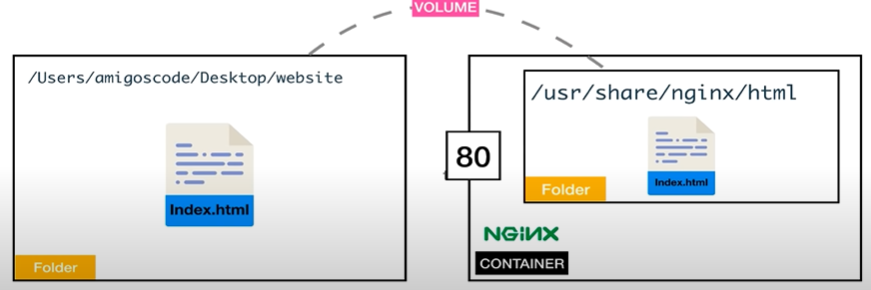 VOLUME
/Users/amigoscode/Desktop/website
Index.html
Folder
/usr/share/nginx/html
Index.html
Folder
80
NGINX
CONTAINER